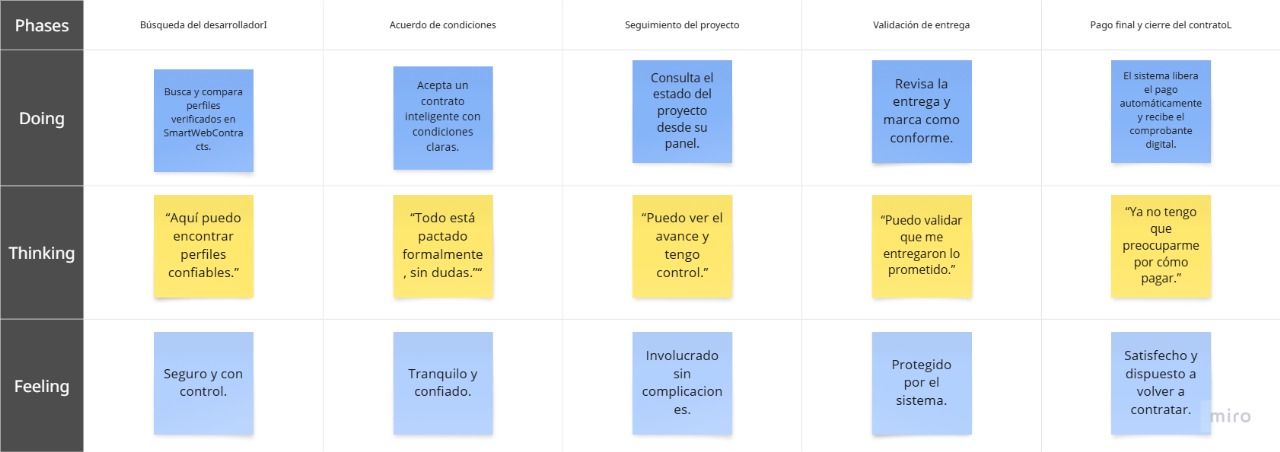 Phases
Búsqueda del desarrolladorI
Acuerdo de condiciones
Seguimiento del proyecto
Validación de entrega
Pago final y cierre del contratoL
Doing
Busca y compara
perfiles
verificados en
SmartWebContra
cts.
Acepta un
contrato
inteligente con
condiciones
claras.
Consulta el
estado del
proyecto
desde su
panel.
Revisa la
entrega y
marca como
conforme.
El sistema libera
el pago
automáticamente
y recibe el
comprobante
digital.
Thinking
“Aquí puedo
encontrar
perfiles
confiables.”
“Todo está
pactado
formalmente
, sin dudas.”“
“Puedo ver el
avance y
tengo
control.”
“Puedo validar
que me
entregaron lo
prometido.”
“Ya no tengo
que
preocuparme
por cómo
pagar.”
Feeling
Seguro y con
control.
Tranquilo y
confiado.
Involucrado
sin
complicacion
es.
Protegido
por el
sistema.
Satisfecho y
dispuesto a
volver a
contratar.
miro